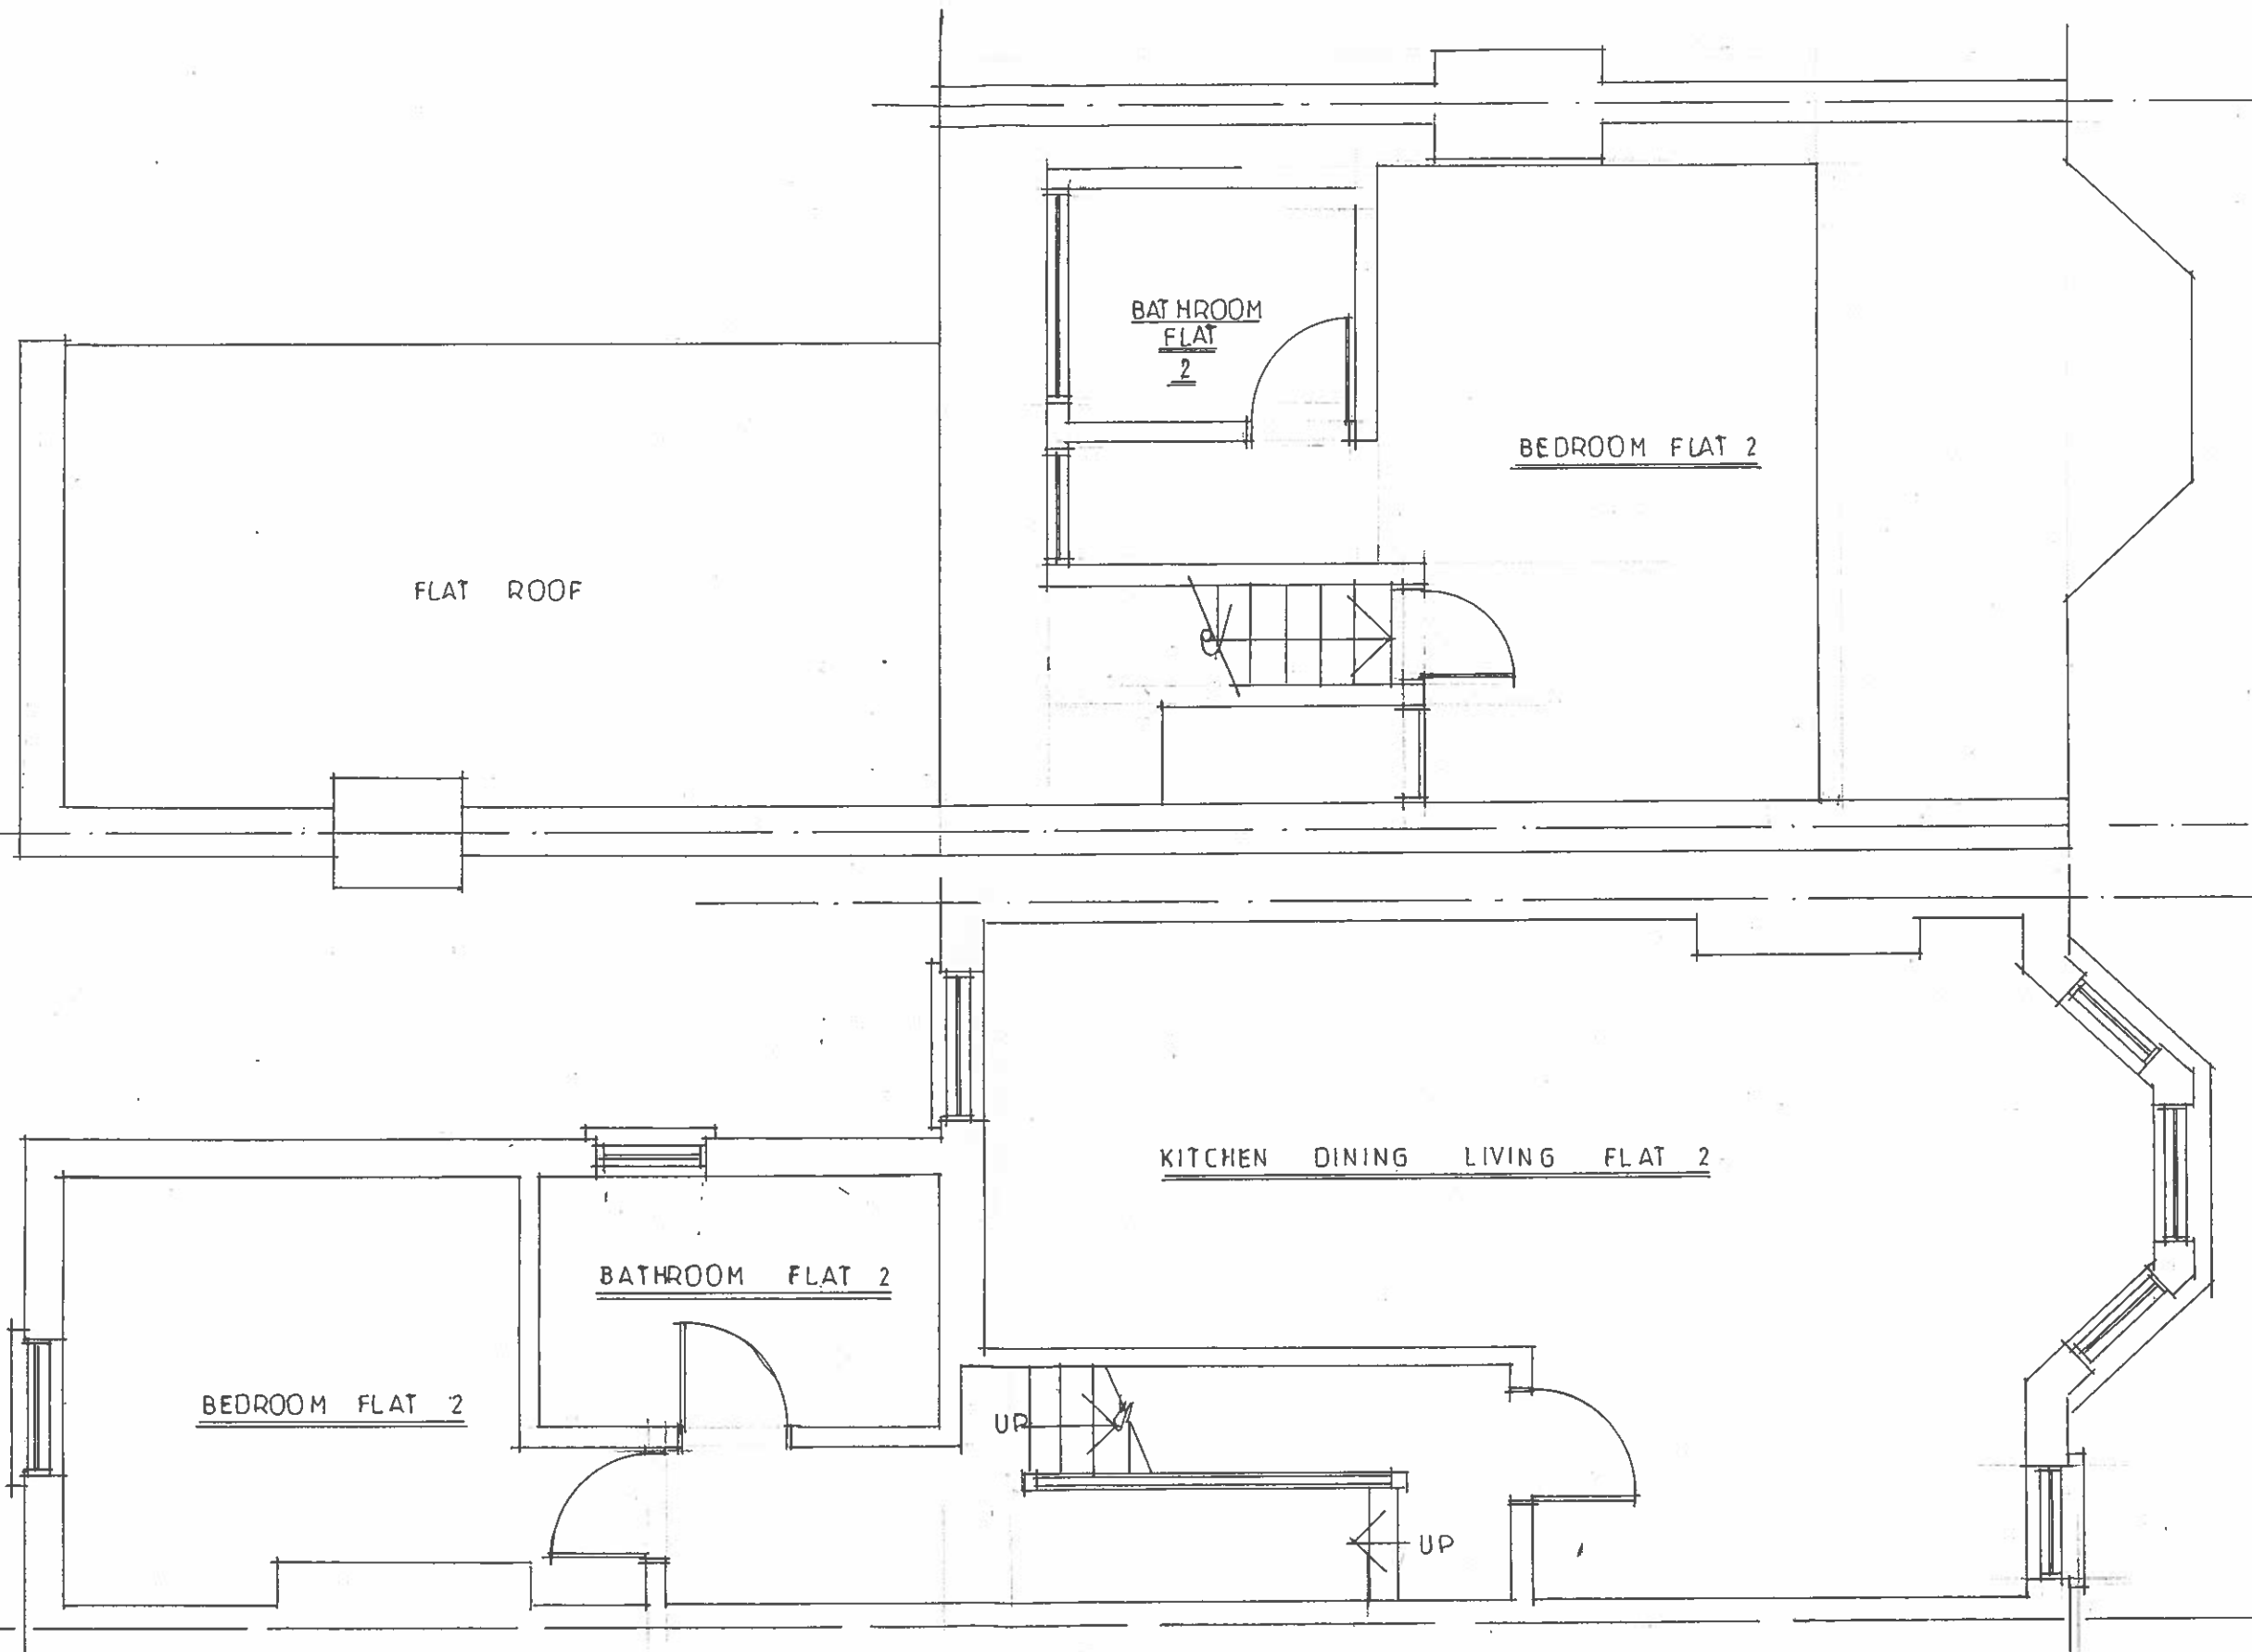 BATHROOM
FLAT
2
BEDROOM FLAT 2
FLAT ROOF
KITCHEN DINING LIVING FLAT 2
BATHROOM FLAT 2
BEDROOM FLAT 2
UP
UP